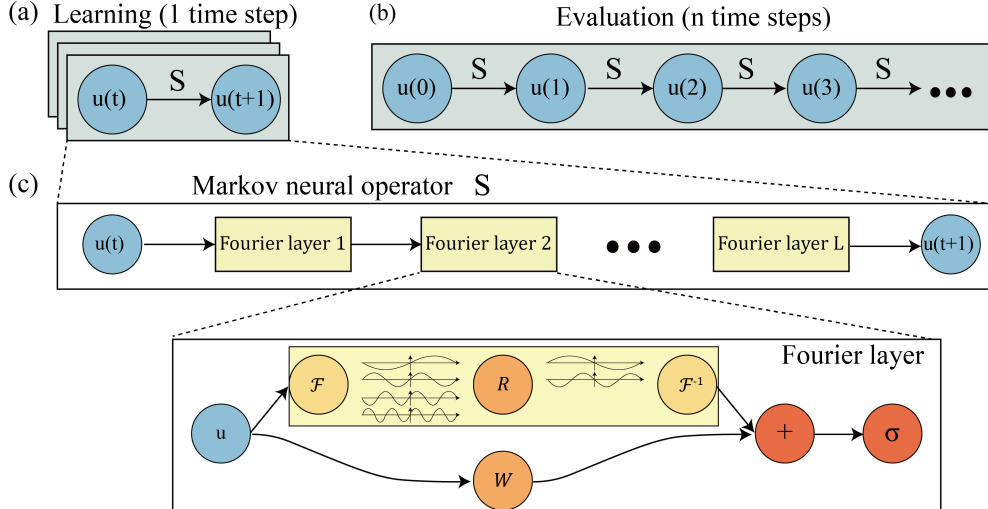 (a) Learning (1 time step)
u(t) S u(t+1)
(b) Evaluation (n time steps)
u(0) S u(1) S u(2) S u(3) S •••
(c) Markov neural operator S
u(t) Fourier layer 1 Fourier layer 2 ••• Fourier layer L u(t+1)
Fourier layer
ℱ R ℱ⁻¹
u + σ
W